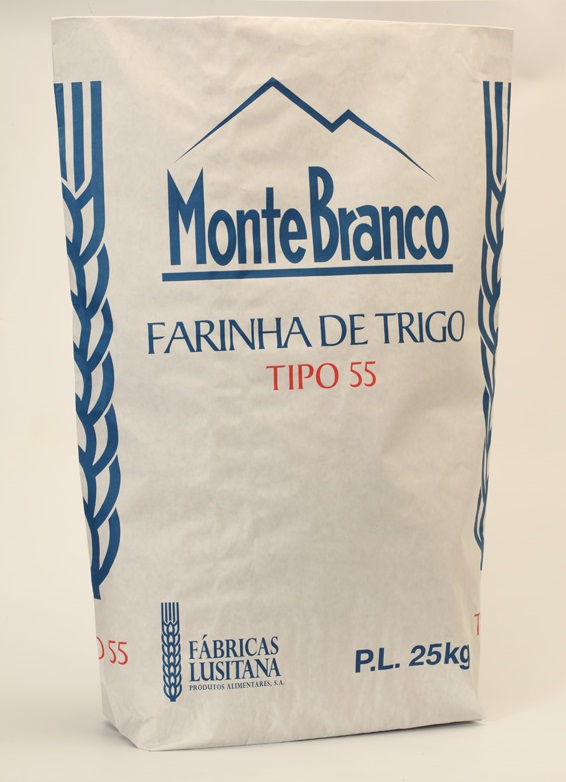 MonteBranco
FARINHA DE TRIGO
TIPO 55
O 55
FÁBRICAS
LUSITANA
PRODUTOS ALIMENTARES, S.A.
P.L. 25kg
T